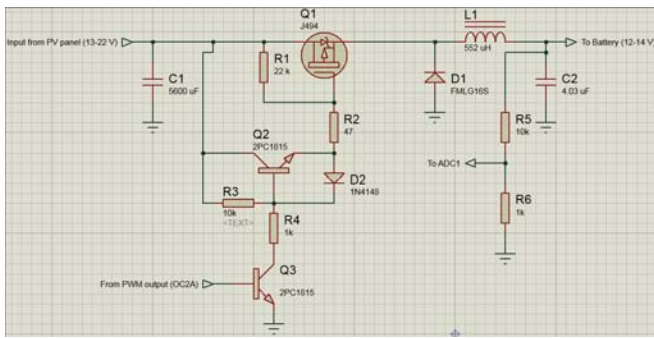 Q1
J494
L1
552 uH
Input from PV panel (13-22 V)
To Battery (12-14 V)
R1
22 k
C1
5600 uF
D1
FMLG16S
C2
4.03 uF
R2
47
R5
10k
Q2
2PC1815
To ADC1
D2
1N4148
R3
10k
<TEXT>
R4
1k
R6
1k
Q3
From PWM output (OC2A)
2PC1815